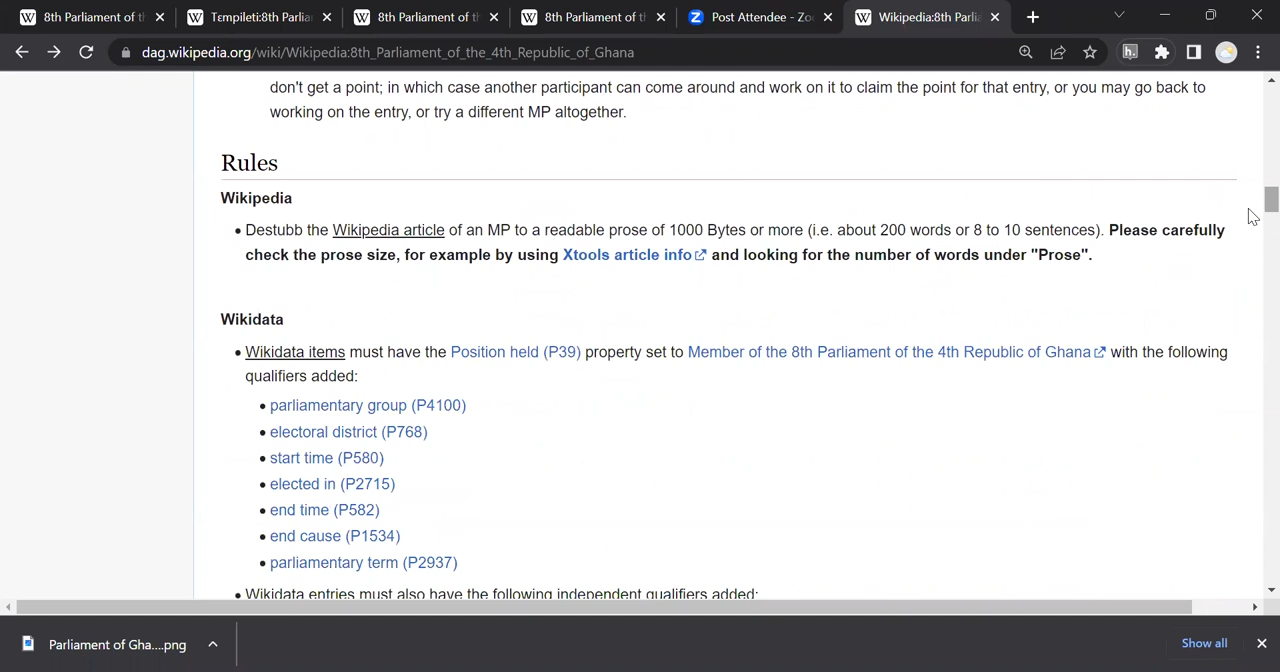 8th Parliament of t
Tɛmpileti:8th Parlia
8th Parliament of t
8th Parliament of t
Post Attendee - Zo
Wikipedia:8th Parlia
dag.wikipedia.org/wiki/Wikipedia:8th_Parliament_of_the_4th_Republic_of_Ghana
don't get a point; in which case another participant can come around and work on it to claim the point for that entry, or you may go back to
working on the entry, or try a different MP altogether.
Rules
Wikipedia
• Destubb the Wikipedia article of an MP to a readable prose of 1000 Bytes or more (i.e. about 200 words or 8 to 10 sentences). Please carefully
check the prose size, for example by using Xtools article info and looking for the number of words under "Prose".
Wikidata
• Wikidata items must have the Position held (P39) property set to Member of the 8th Parliament of the 4th Republic of Ghana with the following
qualifiers added:
• parliamentary group (P4100)
• electoral district (P768)
• start time (P580)
• elected in (P2715)
• end time (P582)
• end cause (P1534)
• parliamentary term (P2937)
• Wikidata entries must also have the following independent qualifiers added:
Parliament of Gha....png
Show all